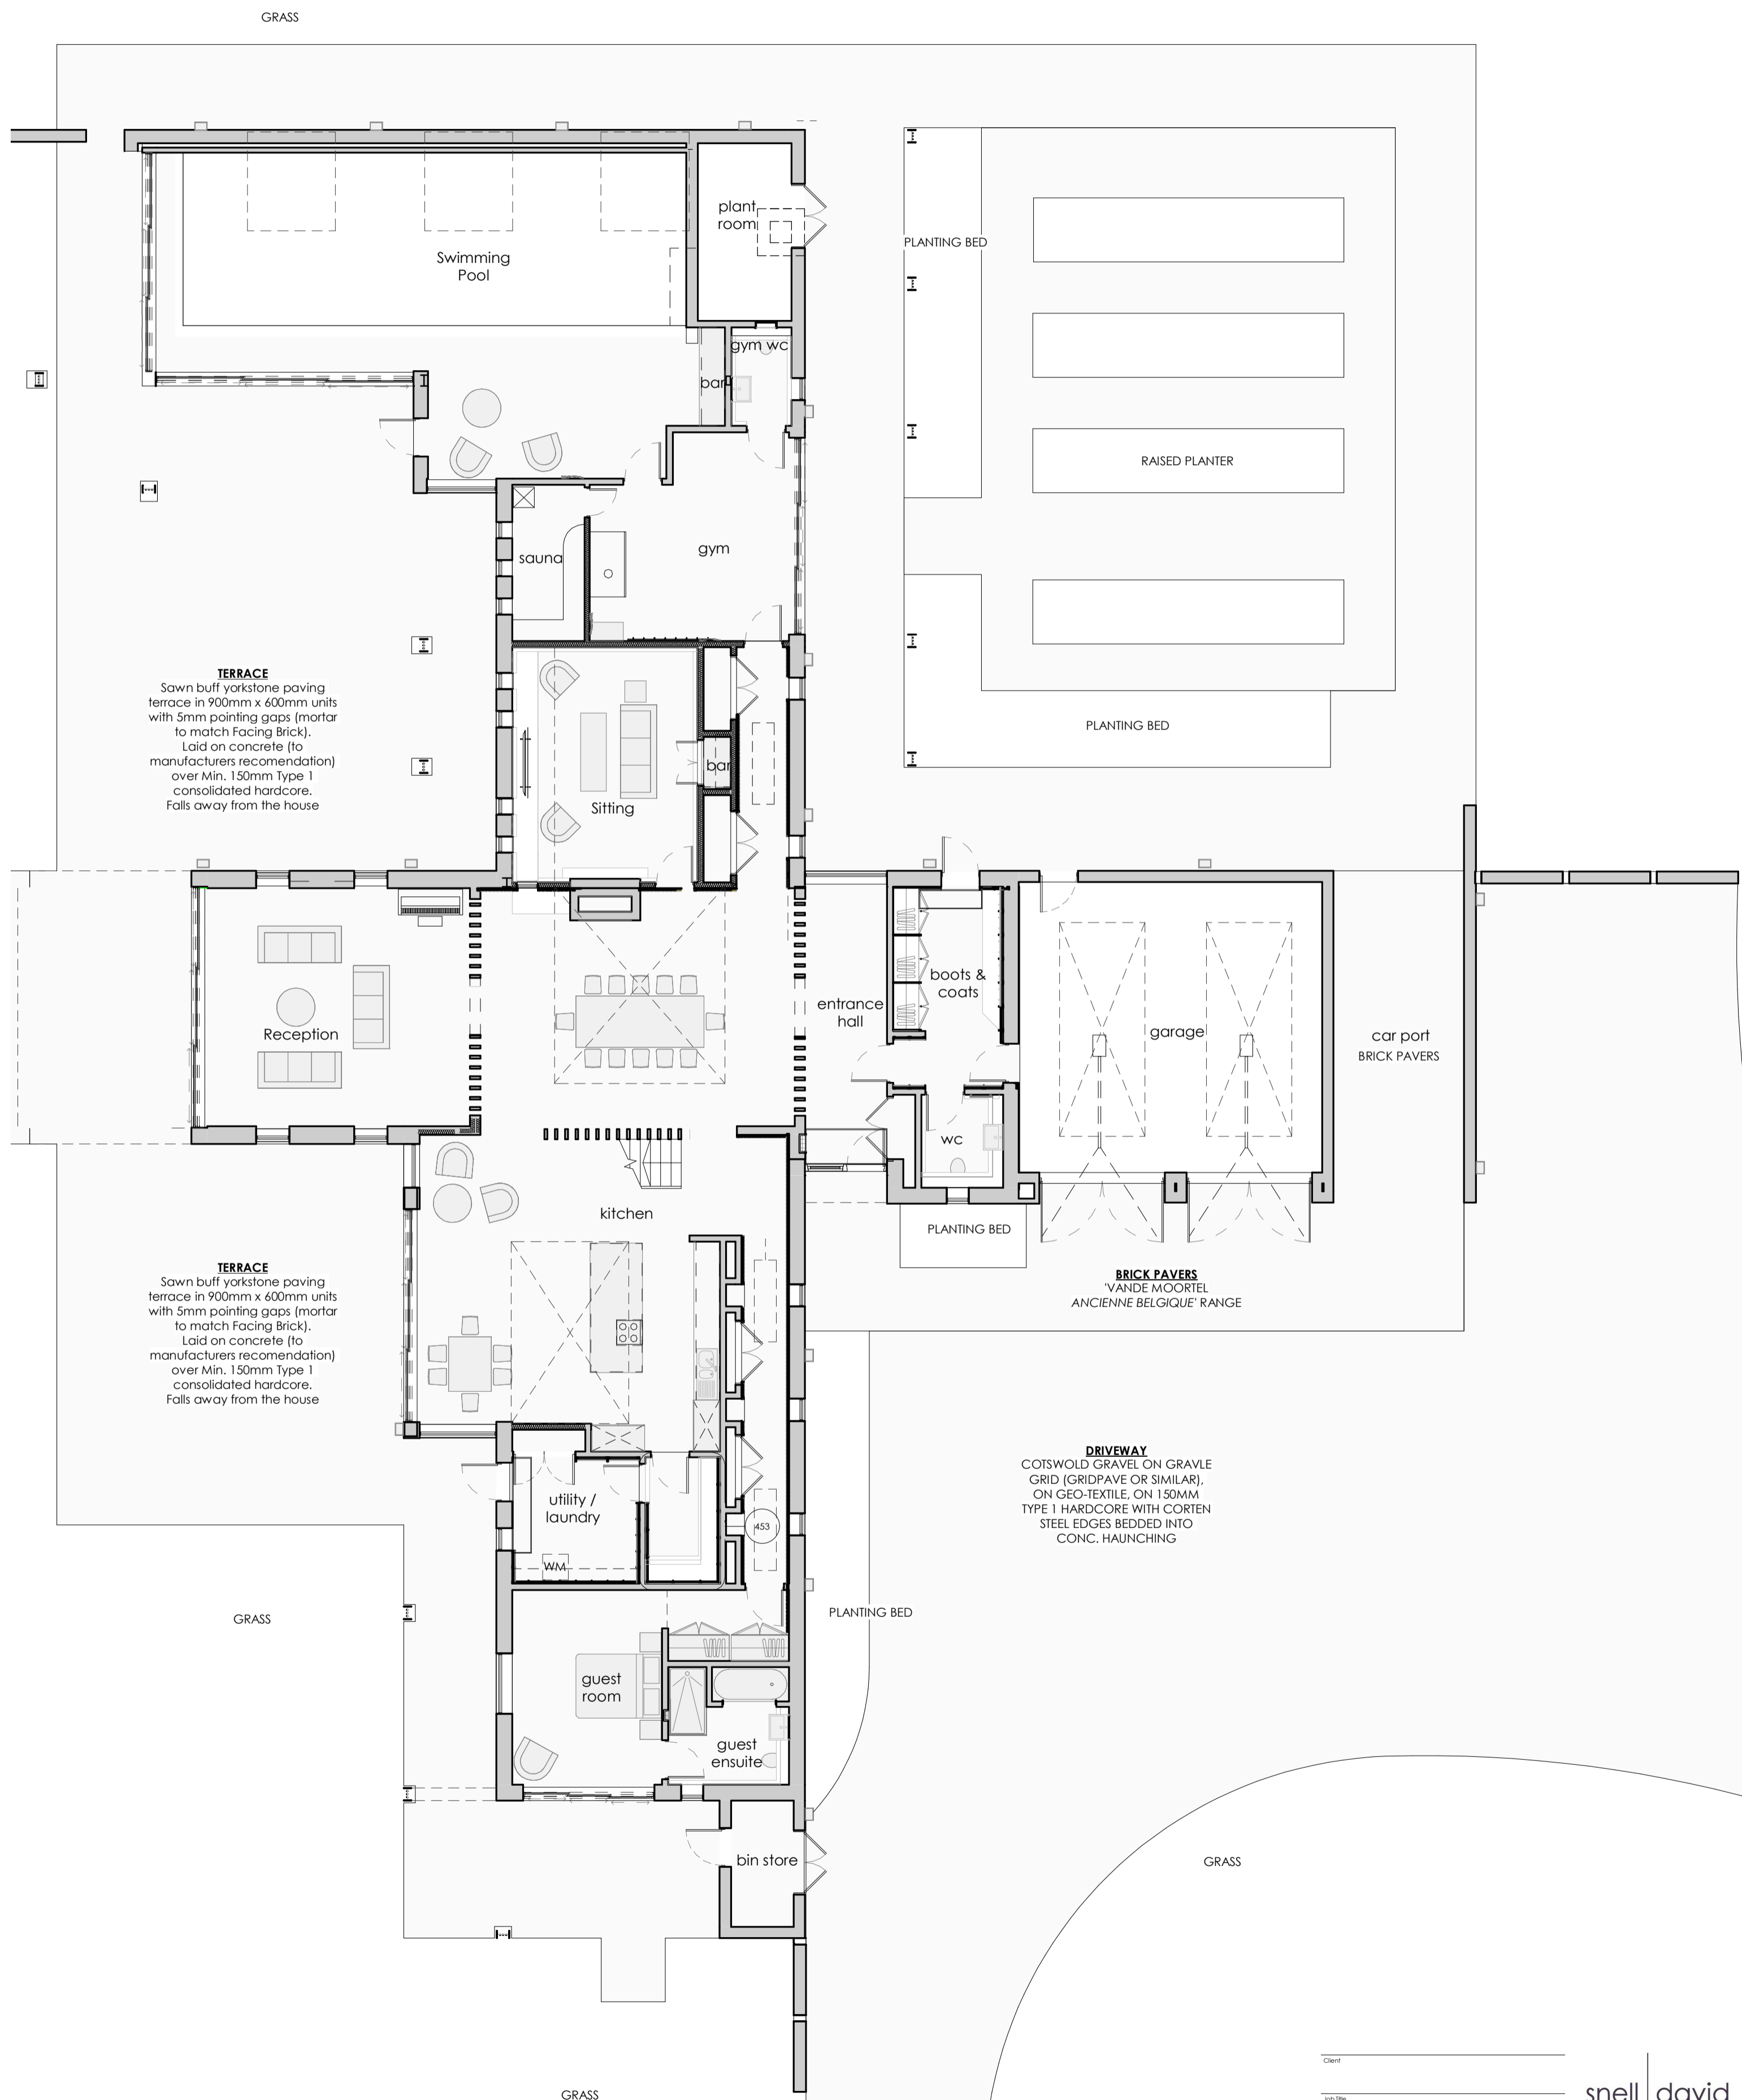 GRASS
plant
room
PLANTING BED
Swimming
Pool
gym wc
bar
RAISED PLANTER
gym
sauna
TERRACE
Sawn buff yorkstone paving
terrace in 900mm x 600mm units
with 5mm pointing gaps (mortar
to match Facing Brick).
Laid on concrete (to
manufacturers recomendation)
over Min. 150mm Type 1
consolidated hardcore.
Falls away from the house
PLANTING BED
bar
Sitting
boots &
coats
entrance
hall
Reception
garage
car port
BRICK PAVERS
wc
kitchen
PLANTING BED
TERRACE
Sawn buff yorkstone paving
terrace in 900mm x 600mm units
with 5mm pointing gaps (mortar
to match Facing Brick).
Laid on concrete (to
manufacturers recomendation)
over Min. 150mm Type 1
consolidated hardcore.
Falls away from the house
BRICK PAVERS
'VANDE MOORTEL
ANCIENNE BELGIQUE' RANGE
DRIVEWAY
COTSWOLD GRAVEL ON GRAVLE
GRID (GRIDPAVE OR SIMILAR),
ON GEO-TEXTILE, ON 150MM
TYPE 1 HARDCORE WITH CORTEN
STEEL EDGES BEDDED INTO
CONC. HAUNCHING
utility /
laundry
453
WM
GRASS
PLANTING BED
guest
room
guest
ensuite
bin store
GRASS
Client
Job Title
snell david
GRASS